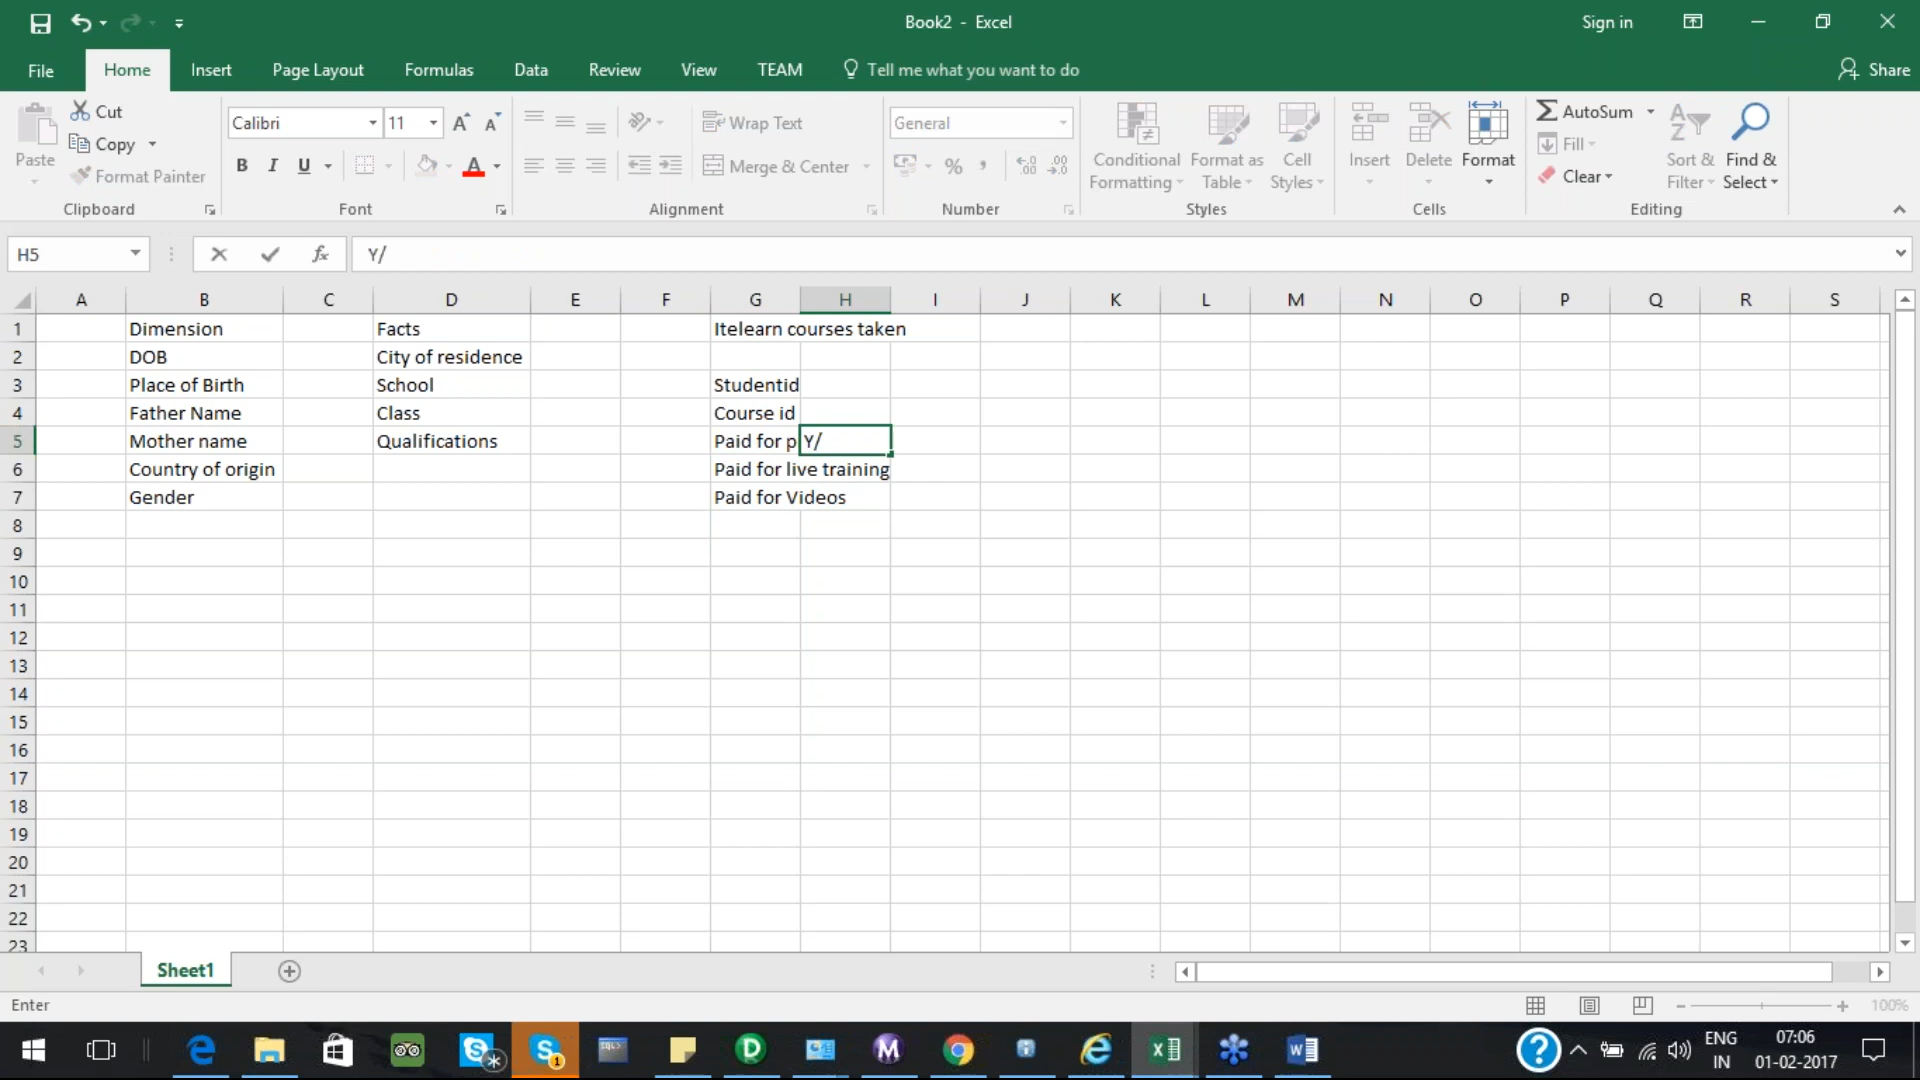 Book2 - Excel
Sign in
File
Home
Insert
Page Layout
Formulas
Data
Review
View
TEAM
Tell me what you want to do
Share
Paste
Cut
Copy
Format Painter
Clipboard
Calibri
11
B I U
Font
Wrap Text
Merge & Center
Alignment
General
Number
Conditional Formatting
Format as Table
Cell Styles
Styles
Insert
Delete
Format
Cells
AutoSum
Fill
Clear
Sort & Filter
Find & Select
Editing
H5
fx
Y/
A B C D E F G H I J K L M N O P Q R S
1 Dimension Facts Itelearn courses taken
2 DOB City of residence
3 Place of Birth School Studentid
4 Father Name Class Course id
5 Mother name Qualifications Paid for p Y/
6 Country of origin Paid for live training
7 Gender Paid for Videos
8
9
10
11
12
13
14
15
16
17
18
19
20
21
22
23
Sheet1
Enter
100%
ENG
IN
07:06
01-02-2017